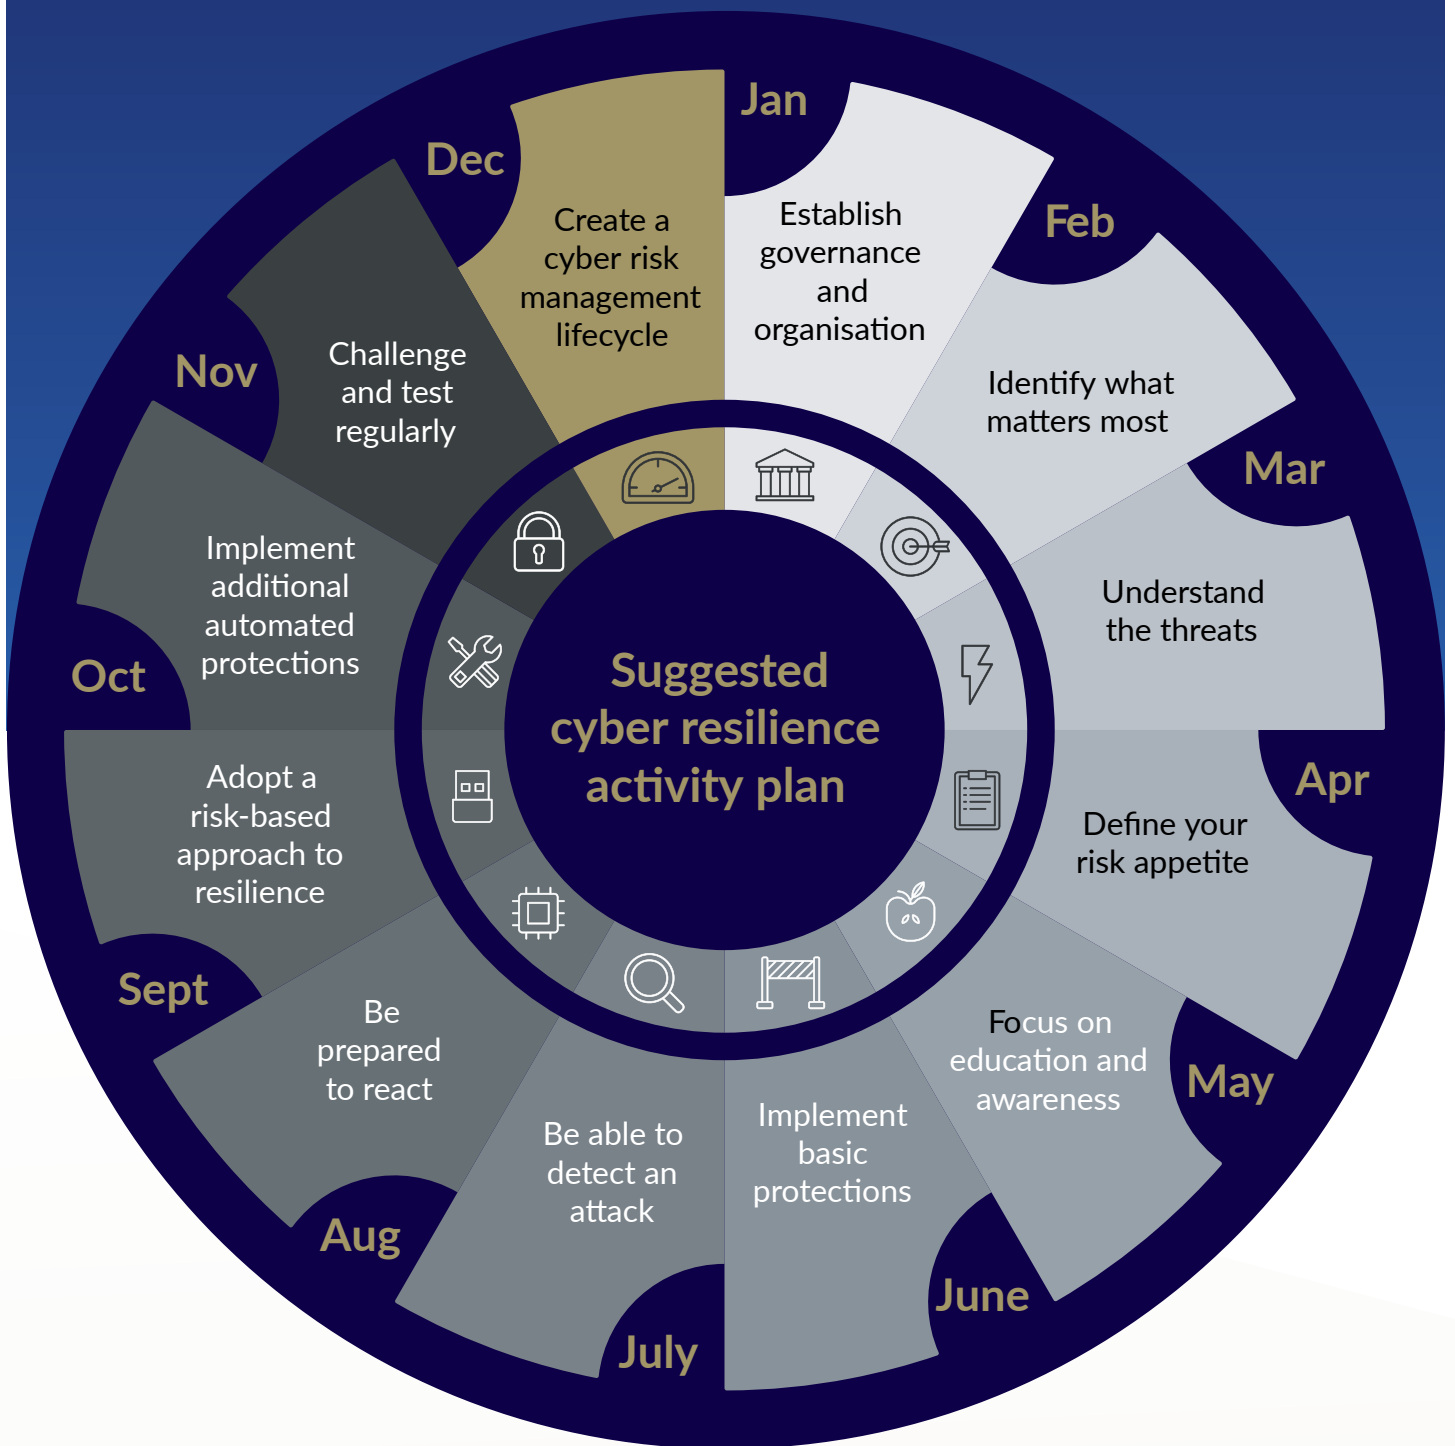 Suggested
cyber resilience
activity plan
Jan
Establish
governance
and
organisation
Feb
Identify what
matters most
Mar
Understand
the threats
Apr
Define your
risk appetite
May
Focus on
education and
awareness
June
Implement
basic
protections
July
Be able to
detect an
attack
Aug
Be
prepared
to react
Sept
Adopt a
risk-based
approach to
resilience
Oct
Implement
additional
automated
protections
Nov
Challenge
and test
regularly
Dec
Create a
cyber risk
management
lifecycle